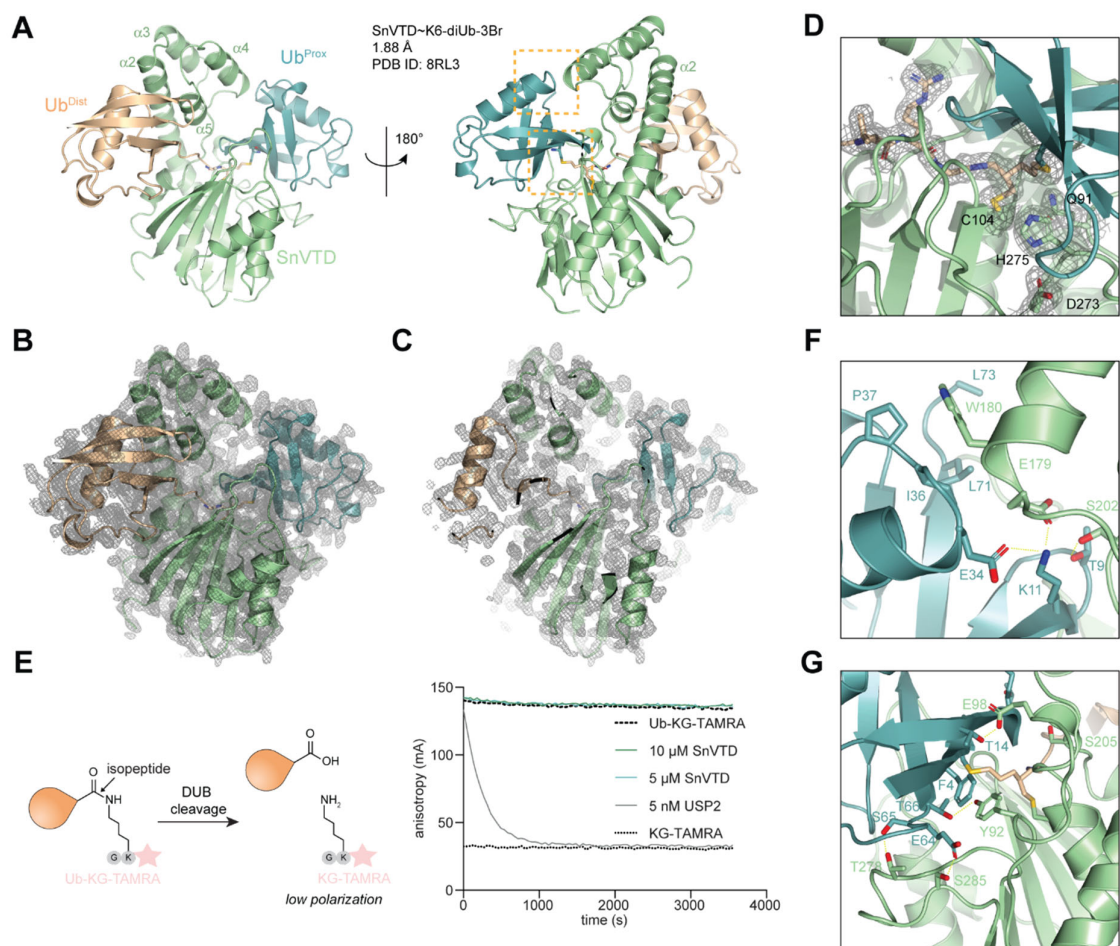 A
α3
α4
α2
Ub^Dist
Ub^Prox
α5
SnVTD
SnVTD~K6-diUb-3Br
1.88 Å
PDB ID: 8RL3
180°
α2
D
C104
Q91
H275
D273
B
C
F
L73
P37
W180
E179
I36
L71
S202
E34
T9
K11
E
O
isopeptide
NH
DUB
cleavage
O
OH
NH₂
G K
Ub-KG-TAMRA
G K
KG-TAMRA
low polarization
anisotropy (mA)
150
100
50
0
0 1000 2000 3000 4000
time (s)
Ub-KG-TAMRA
10 µM SnVTD
5 µM SnVTD
5 nM USP2
KG-TAMRA
G
E98
S205
T14
F4
T66
S65
Y92
E64
T278
S285